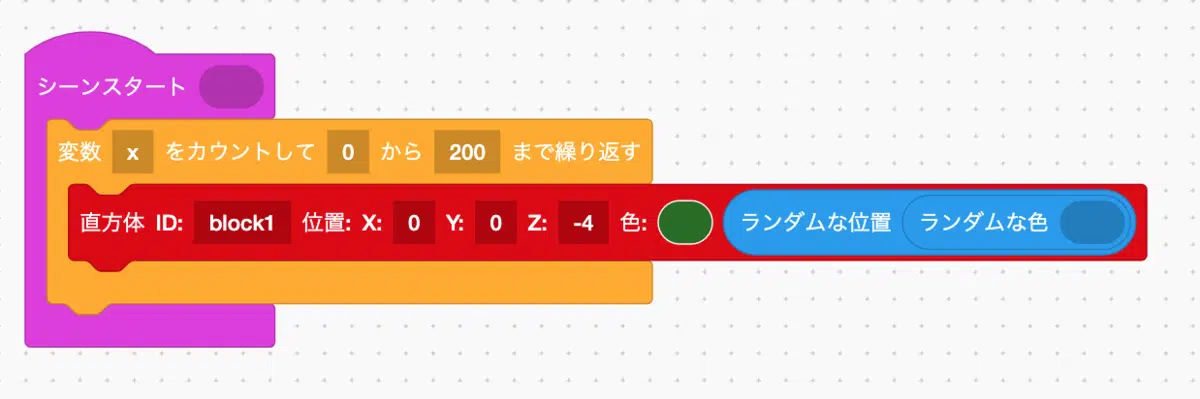 シーンスタート
変数 x をカウントして 0 から 200 まで繰り返す
直方体 ID: block1 位置: X: 0 Y: 0 Z: -4 色: ランダムな位置 ランダムな色